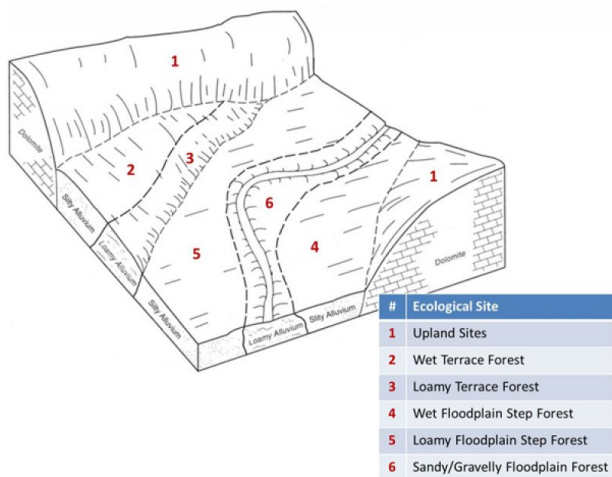 1
1
2
3
6
5
4
Dolomite
Silty Alluvium
Loamy Alluvium
Silty Alluvium
Loamy Alluvium
Silty Alluvium
Dolomite
# Ecological Site
1 Upland Sites
2 Wet Terrace Forest
3 Loamy Terrace Forest
4 Wet Floodplain Step Forest
5 Loamy Floodplain Step Forest
6 Sandy/Gravelly Floodplain Forest